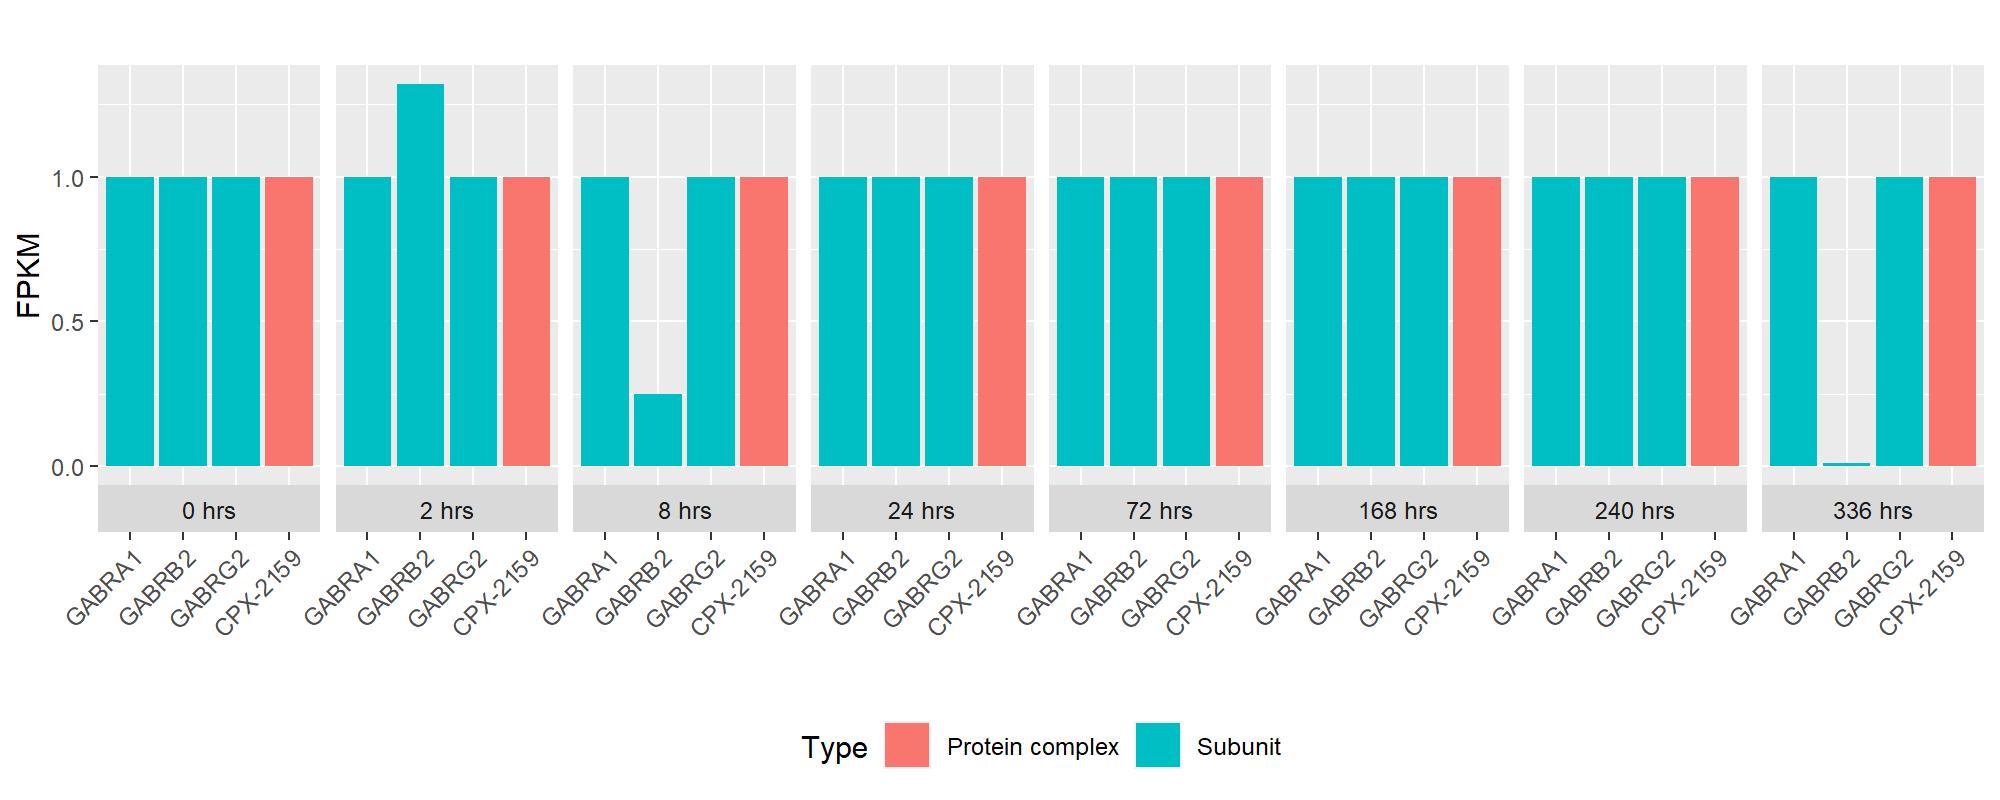 FPKM
1.0
0.5
0.0
0 hrs 2 hrs 8 hrs 24 hrs 72 hrs 168 hrs 240 hrs 336 hrs
GABRA1 GABRB2 GABRG2 CPX-2159 GABRA1 GABRB2 GABRG2 CPX-2159 GABRA1 GABRB2 GABRG2 CPX-2159 GABRA1 GABRB2 GABRG2 CPX-2159 GABRA1 GABRB2 GABRG2 CPX-2159 GABRA1 GABRB2 GABRG2 CPX-2159 GABRA1 GABRB2 GABRG2 CPX-2159 GABRA1 GABRB2 GABRG2 CPX-2159
Type Protein complex Subunit